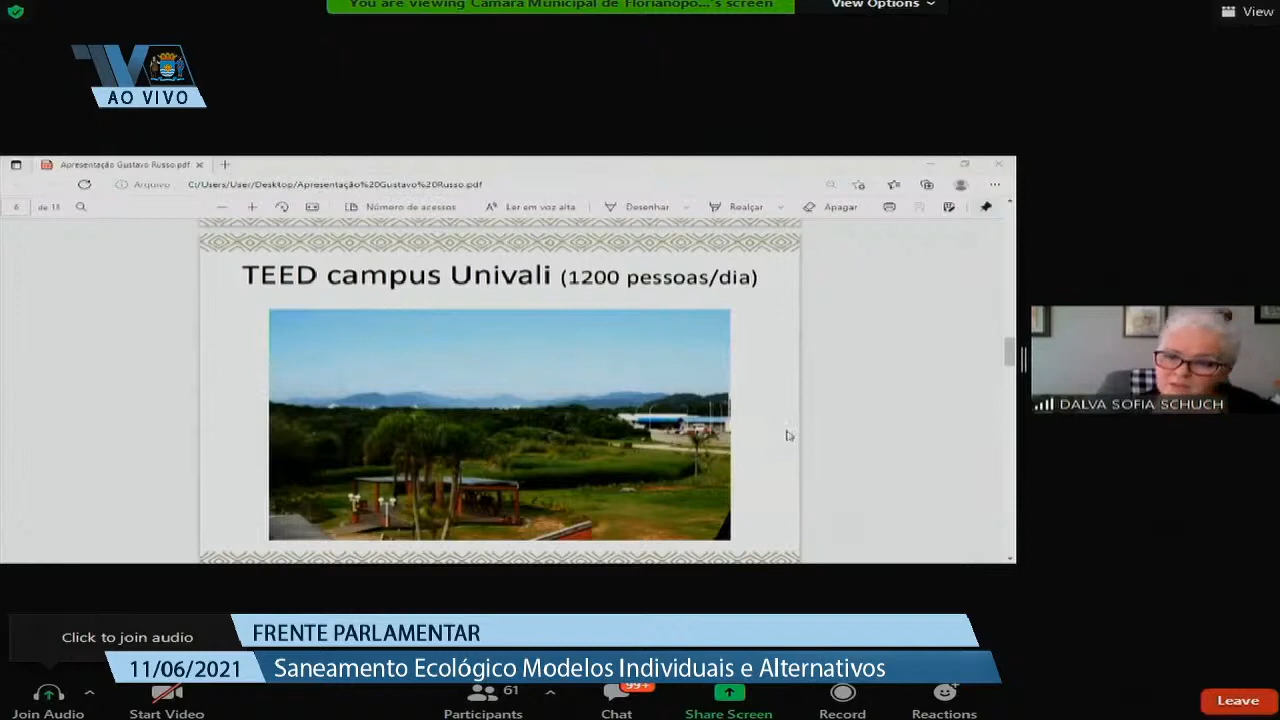 You are viewing Câmara Municipal de Florianópo...'s screen
View Options
View
TV
AO VIVO
Apresentação Gustavo Russo.pdf
Arquivo
C:/Users/User/Desktop/Apresentação%20Gustavo%20Russo.pdf
6 de 13
Número de acessos
Ler em voz alta
Desenhar
Realçar
Apagar
TEED campus Univali (1200 pessoas/dia)
DALVA SOFIA SCHUCH
Click to join audio
FRENTE PARLAMENTAR
11/06/2021
Saneamento Ecológico Modelos Individuais e Alternativos
Join Audio
Start Video
61
Participants
99+
Chat
Share Screen
Record
Reactions
Leave